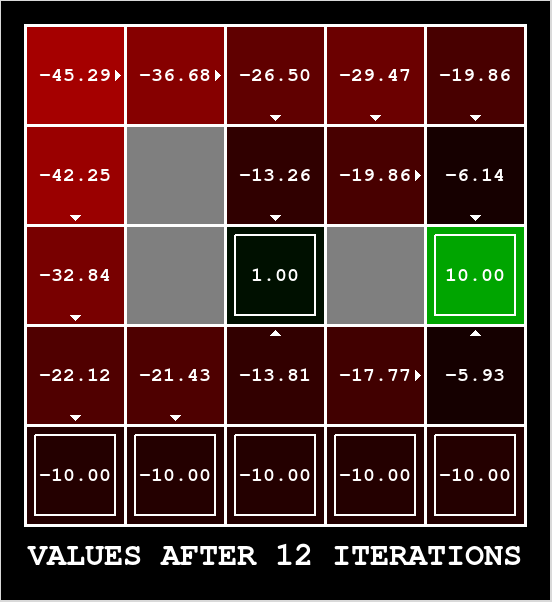 -45.29 -36.68 -26.50 -29.47 -19.86
-42.25 -13.26 -19.86 -6.14
-32.84 1.00 10.00
-22.12 -21.43 -13.81 -17.77 -5.93
-10.00 -10.00 -10.00 -10.00 -10.00
VALUES AFTER 12 ITERATIONS